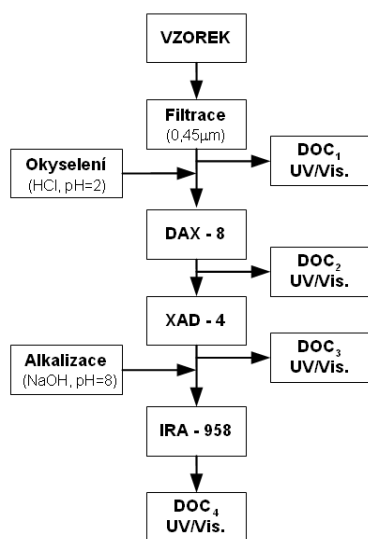 VZOREK
Filtrace
(0,45µm)
Okyselení
(HCl, pH=2)
DOC₁
UV/Vis.
DAX - 8
DOC₂
UV/Vis.
XAD - 4
Alkalizace
(NaOH, pH=8)
DOC₃
UV/Vis.
IRA - 958
DOC₄
UV/Vis.